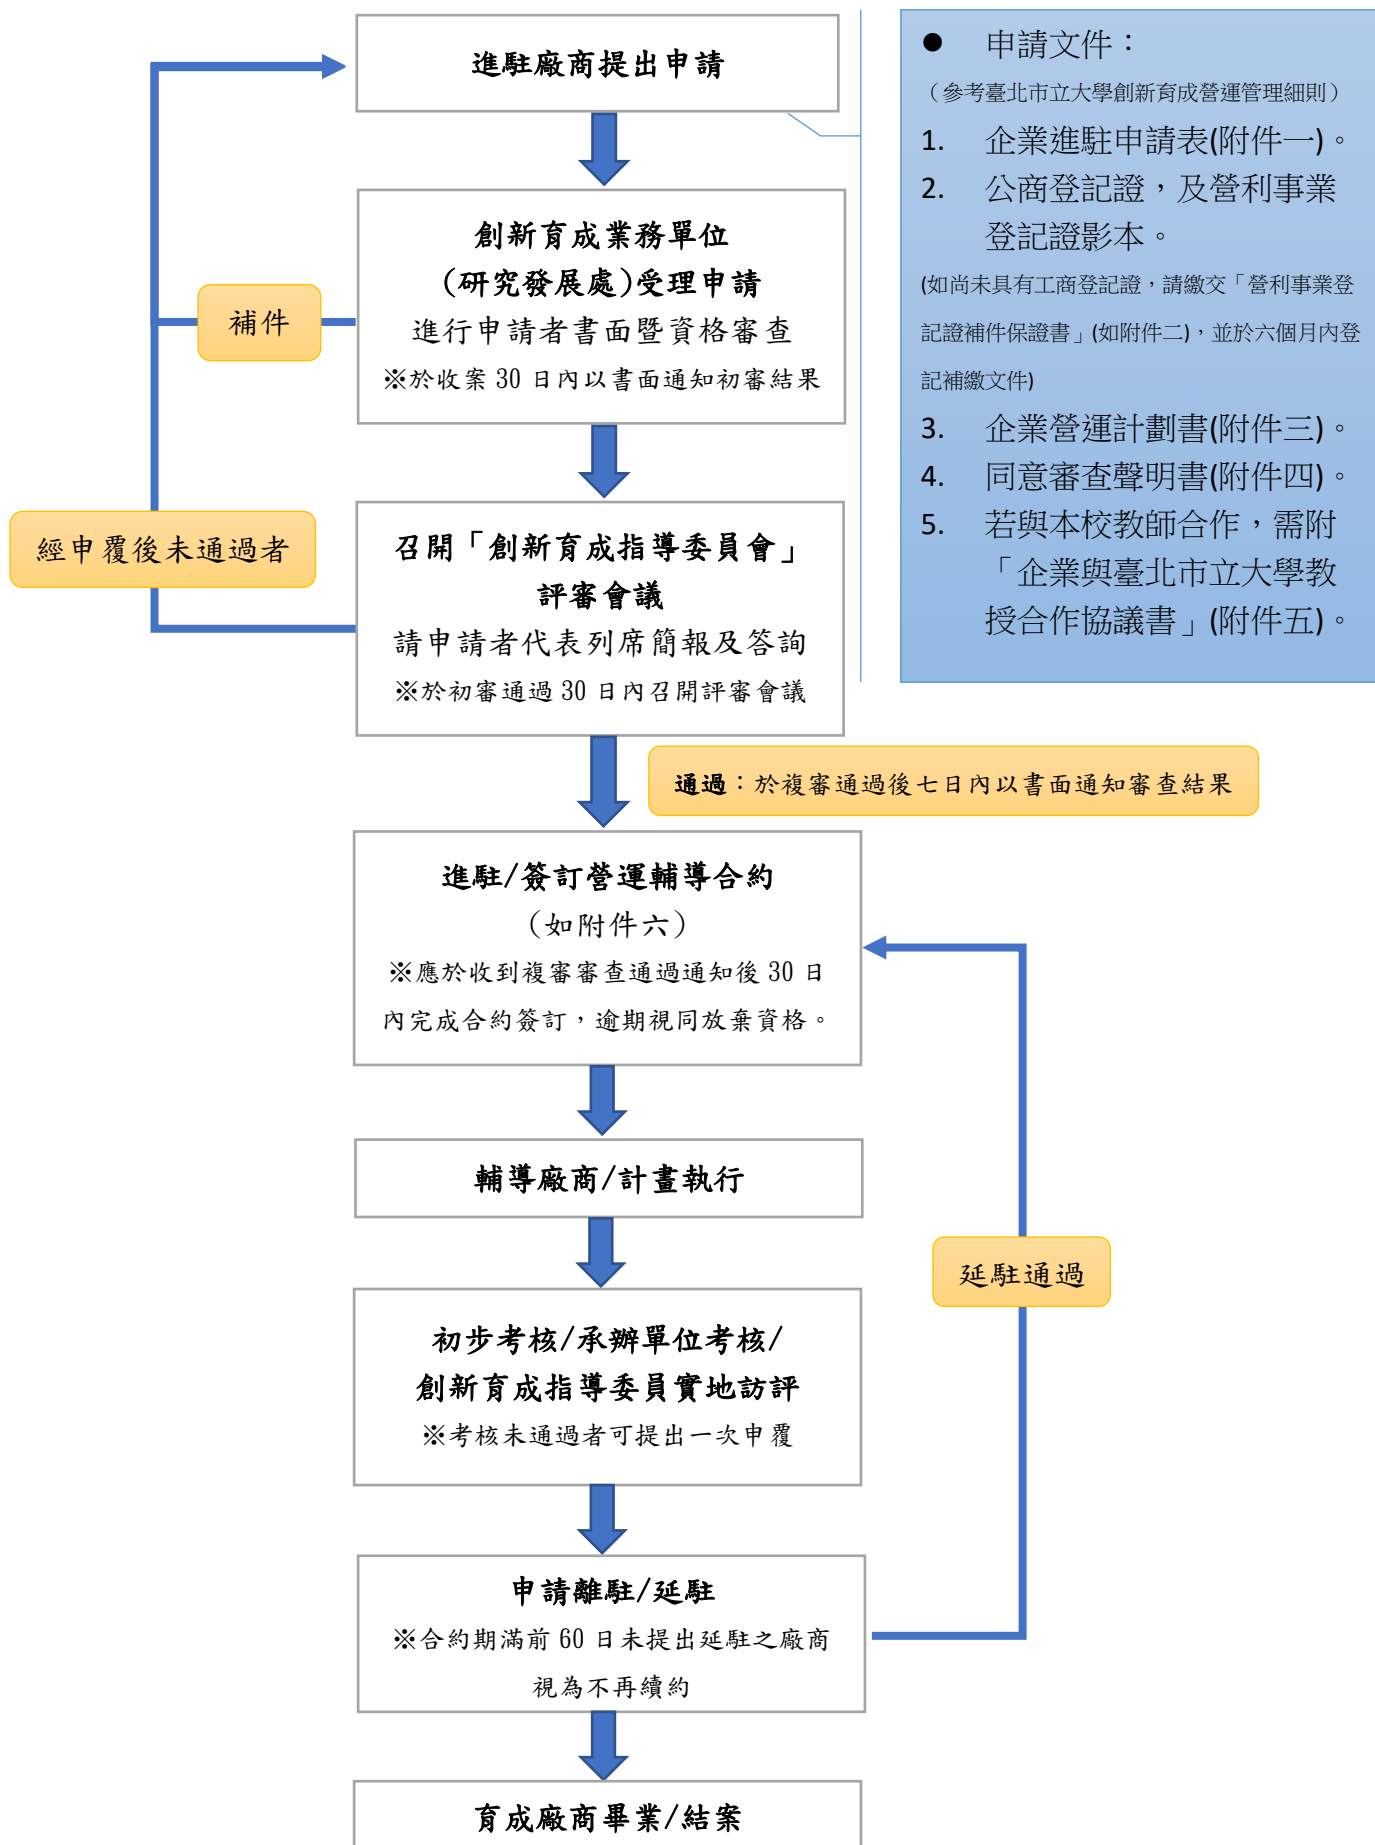 進駐廠商提出申請
● 申請文件：
（參考臺北市立大學創新育成營運管理細則）
1. 企業進駐申請表(附件一)。
2. 公商登記證，及營利事業
登記證影本。
(如尚未具有工商登記證，請繳交「營利事業登
記證補件保證書」(如附件二)，並於六個月內登
記補繳文件)
3. 企業營運計劃書(附件三)。
4. 同意審查聲明書(附件四)。
5. 若與本校教師合作，需附
「企業與臺北市立大學教
授合作協議書」(附件五)。
創新育成業務單位
(研究發展處)受理申請
進行申請者書面暨資格審查
※於收案 30 日內以書面通知初審結果
補件
召開「創新育成指導委員會」
評審會議
請申請者代表列席簡報及答詢
※於初審通過 30 日內召開評審會議
經申覆後未通過者
通過：於複審通過後七日內以書面通知審查結果
進駐/簽訂營運輔導合約
（如附件六）
※應於收到複審審查通過通知後 30 日
內完成合約簽訂，逾期視同放棄資格。
輔導廠商/計畫執行
延駐通過
初步考核/承辦單位考核/
創新育成指導委員實地訪評
※考核未通過者可提出一次申覆
申請離駐/延駐
※合約期滿前 60 日未提出延駐之廠商
視為不再續約
育成廠商畢業/結案